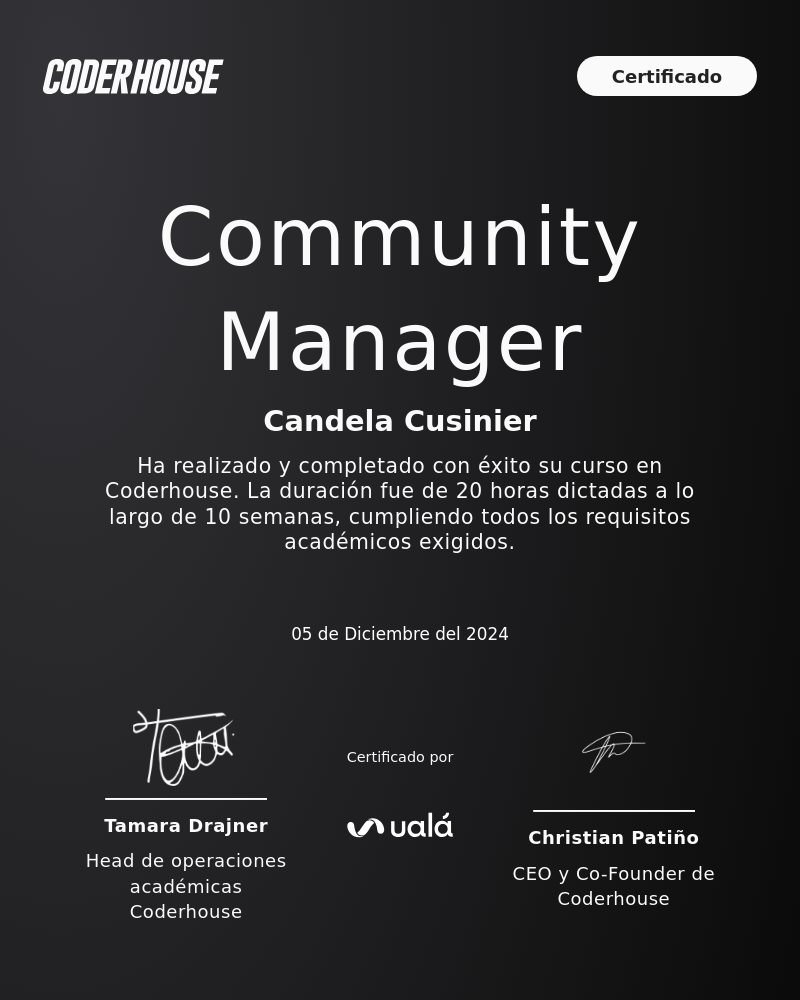 CODERHOUSE
Certificado
Community
Manager
Candela Cusinier
Ha realizado y completado con éxito su curso en
Coderhouse. La duración fue de 20 horas dictadas a lo
largo de 10 semanas, cumpliendo todos los requisitos
académicos exigidos.
05 de Diciembre del 2024
Certificado por
ualá
Tamara Drajner
Head de operaciones
académicas
Coderhouse
Christian Patiño
CEO y Co-Founder de
Coderhouse